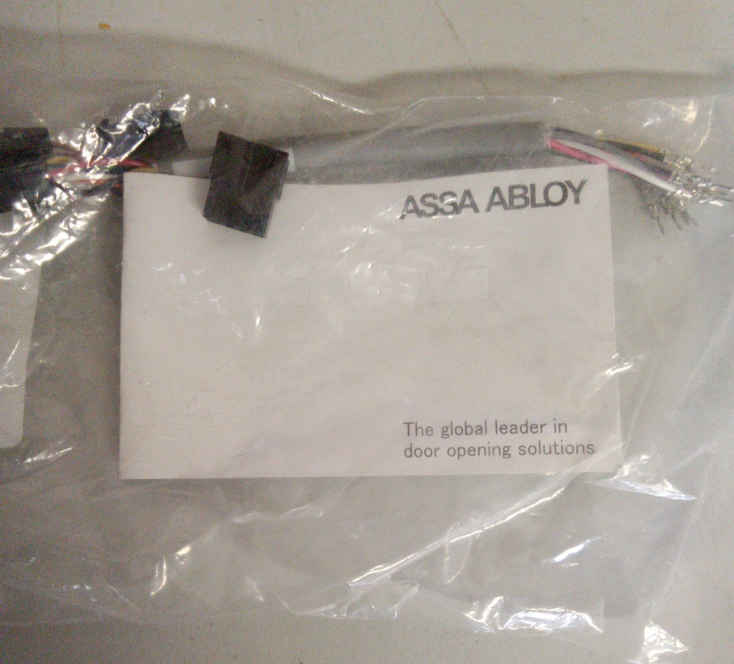 ASSA ABLOY
The global leader in
door opening solutions